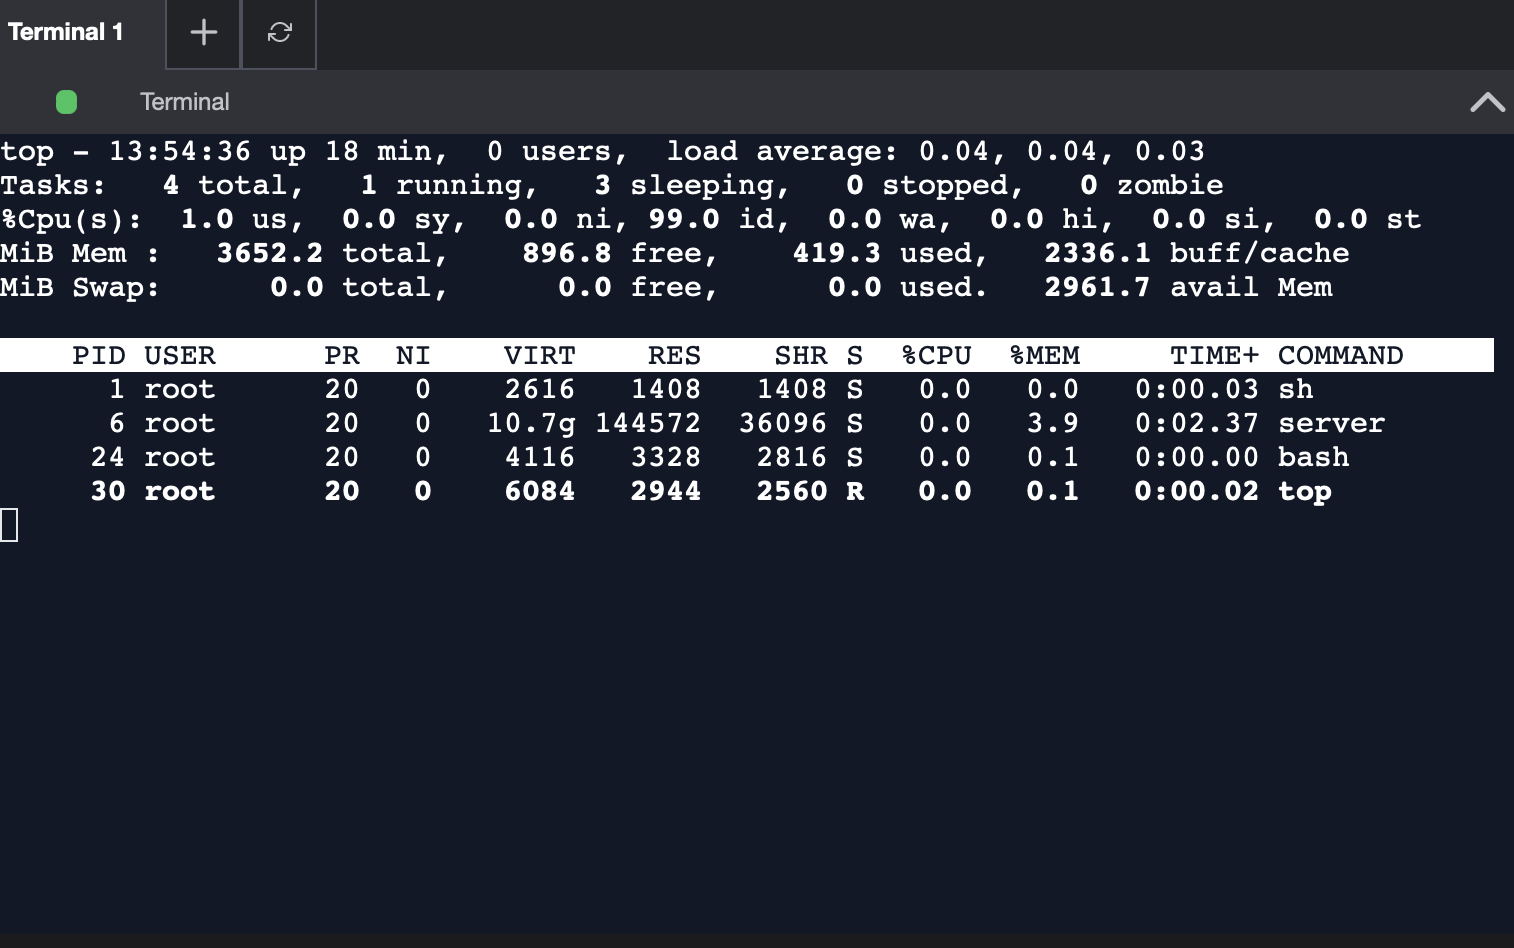 Terminal 1
Terminal
top - 13:54:36 up 18 min,  0 users,  load average: 0.04, 0.04, 0.03
Tasks:   4 total,   1 running,   3 sleeping,   0 stopped,   0 zombie
%Cpu(s):  1.0 us,  0.0 sy,  0.0 ni, 99.0 id,  0.0 wa,  0.0 hi,  0.0 si,  0.0 st
MiB Mem :   3652.2 total,    896.8 free,    419.3 used,   2336.1 buff/cache
MiB Swap:      0.0 total,      0.0 free,      0.0 used.   2961.7 avail Mem
    PID USER      PR  NI    VIRT    RES    SHR S  %CPU  %MEM     TIME+ COMMAND
      1 root      20   0    2616   1408   1408 S   0.0   0.0   0:00.03 sh
      6 root      20   0   10.7g 144572  36096 S   0.0   3.9   0:02.37 server
     24 root      20   0    4116   3328   2816 S   0.0   0.1   0:00.00 bash
     30 root      20   0    6084   2944   2560 R   0.0   0.1   0:00.02 top